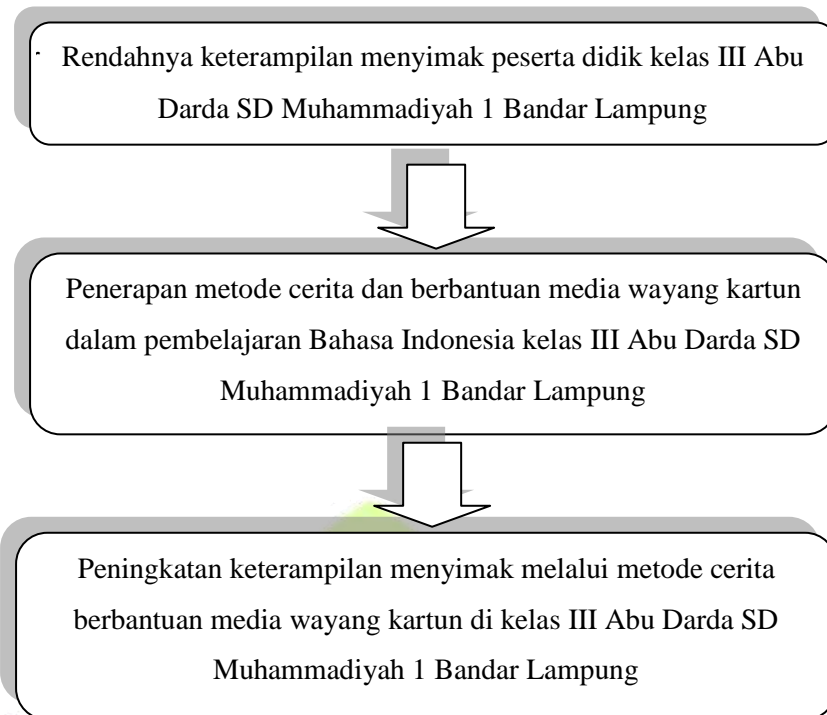 Rendahnya keterampilan menyimak peserta didik kelas III Abu
Darda SD Muhammadiyah 1 Bandar Lampung
Penerapan metode cerita dan berbantuan media wayang kartun
dalam pembelajaran Bahasa Indonesia kelas III Abu Darda SD
Muhammadiyah 1 Bandar Lampung
Peningkatan keterampilan menyimak melalui metode cerita
berbantuan media wayang kartun di kelas III Abu Darda SD
Muhammadiyah 1 Bandar Lampung